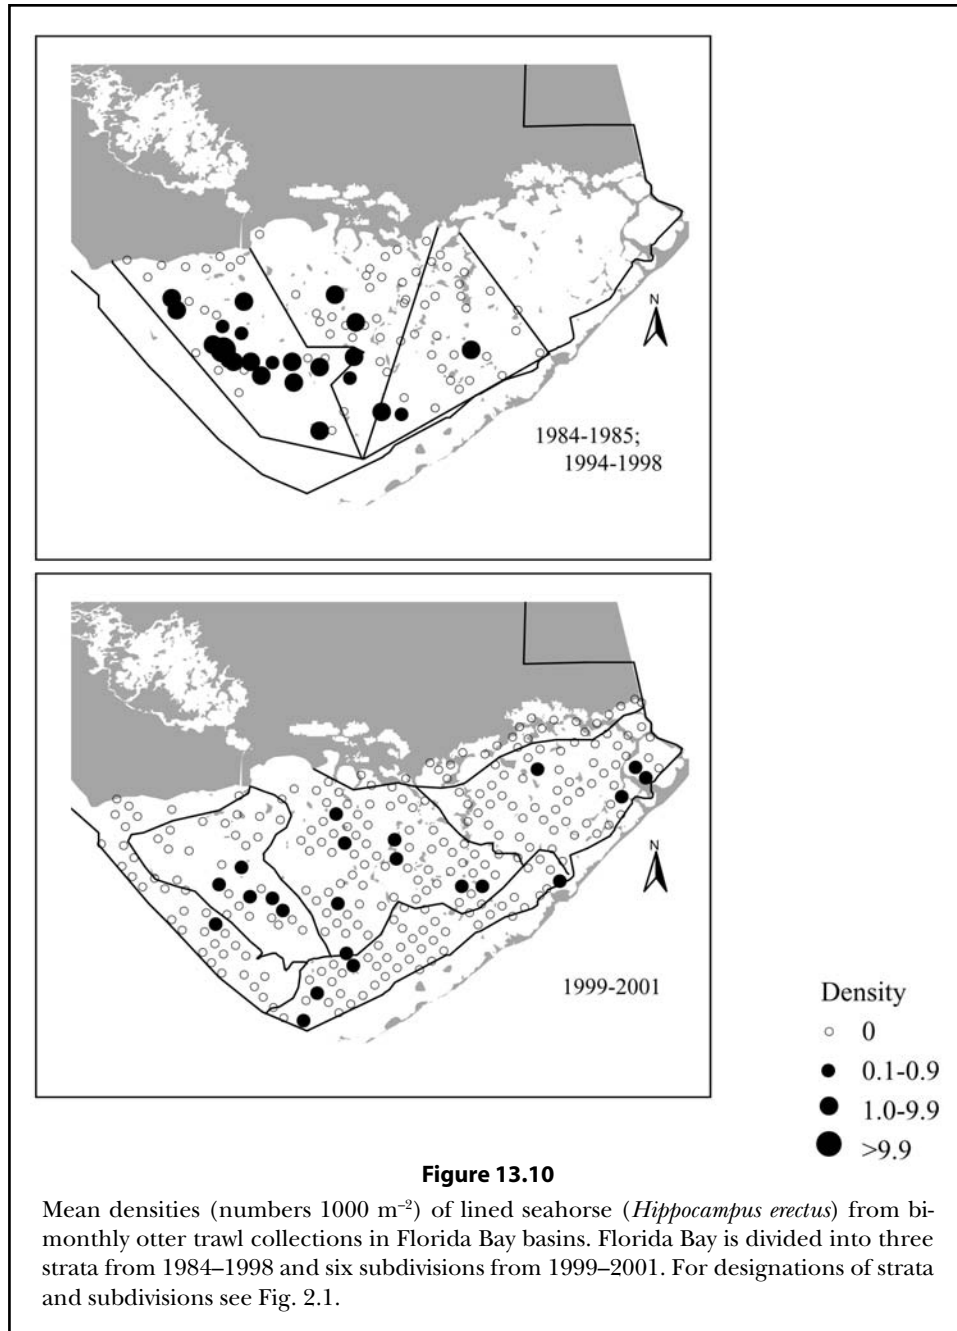 N
1984-1985;
1994-1998
N
1999-2001
Density
0
0.1-0.9
1.0-9.9
>9.9
Figure 13.10
Mean densities (numbers 1000 m⁻²) of lined seahorse (Hippocampus erectus) from bi-
monthly otter trawl collections in Florida Bay basins. Florida Bay is divided into three
strata from 1984–1998 and six subdivisions from 1999–2001. For designations of strata
and subdivisions see Fig. 2.1.